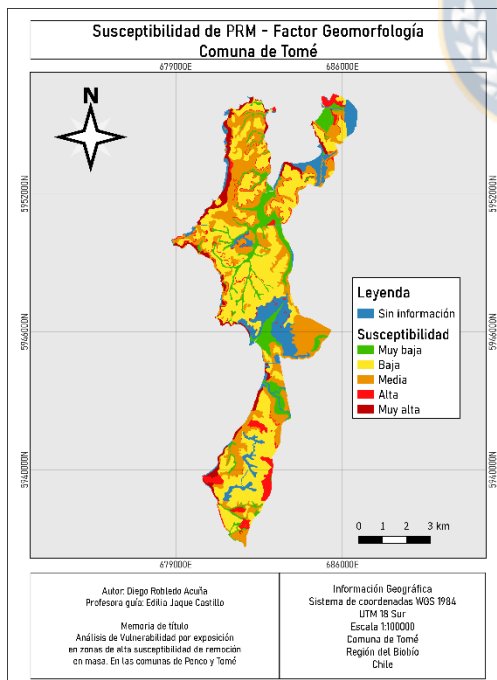 Susceptibilidad de PRM - Factor Geomorfología
Comuna de Tomé
679000E 686000E
N
5952000N 5952000N
Leyenda
Sin información
5946000N 5946000N
Susceptibilidad
Muy baja
Baja
Media
Alta
Muy alta
5940000N 5940000N
0 1 2 3 km
679000E 686000E
Autor: Diego Robledo Acuña
Profesora guía: Edilia Jaque Castillo
Memoria de título
Análisis de Vulnerabilidad por exposición
en zonas de alta susceptibilidad de remoción
en masa. En las comunas de Penco y Tomé
Información Geográfica
Sistema de coordenadas WGS 1984
UTM 18 Sur
Escala 1:100000
Comuna de Tomé
Región del Biobío
Chile